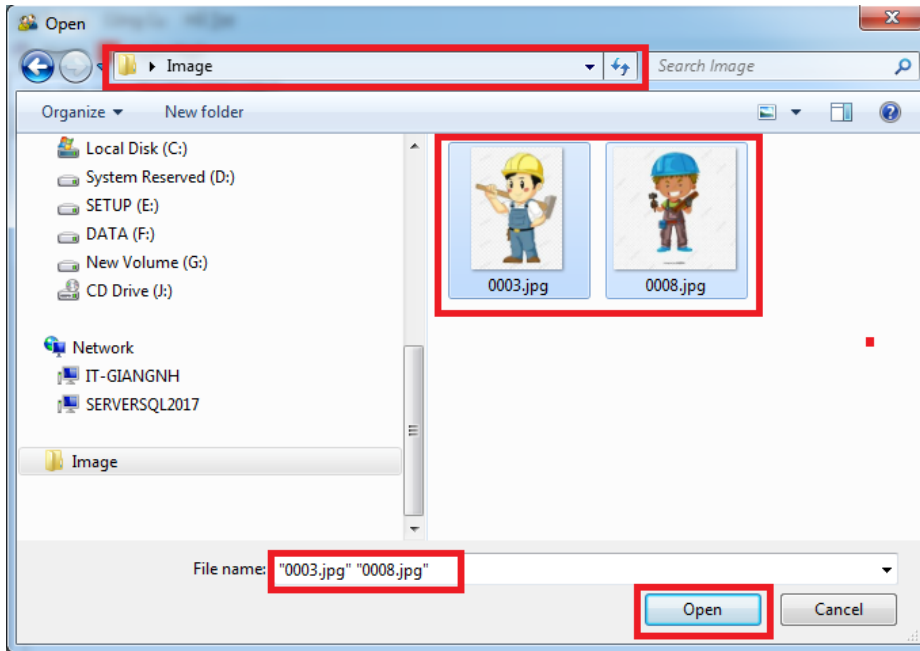 Open
Image
Search Image
Organize
New folder
Local Disk (C:)
System Reserved (D:)
SETUP (E:)
DATA (F:)
New Volume (G:)
CD Drive (J:)
Network
IT-GIANGNH
SERVERSQL2017
Image
0003.jpg
0008.jpg
File name: "0003.jpg" "0008.jpg"
Open
Cancel